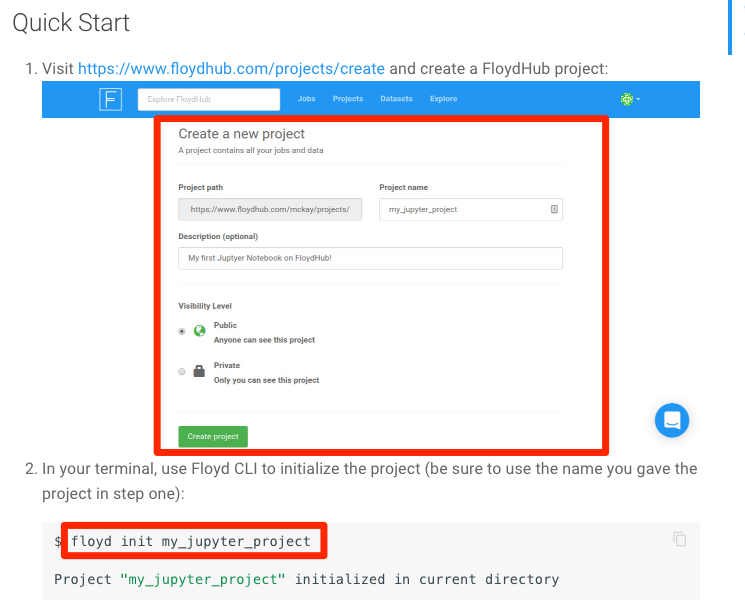 Quick Start
1. Visit https://www.floydhub.com/projects/create and create a FloydHub project:
F Explore FloydHub Jobs Projects Datasets Explore
Create a new project
A project contains all your jobs and data
Project path Project name
https://www.floydhub.com/mckay/projects/ my_jupyter_project
Description (optional)
My first Juptyer Notebook on FloydHub!
Visibility Level
Public
Anyone can see this project
Private
Only you can see this project
Create project
2. In your terminal, use Floyd CLI to initialize the project (be sure to use the name you gave the
project in step one):
$ floyd init my_jupyter_project
Project "my_jupyter_project" initialized in current directory